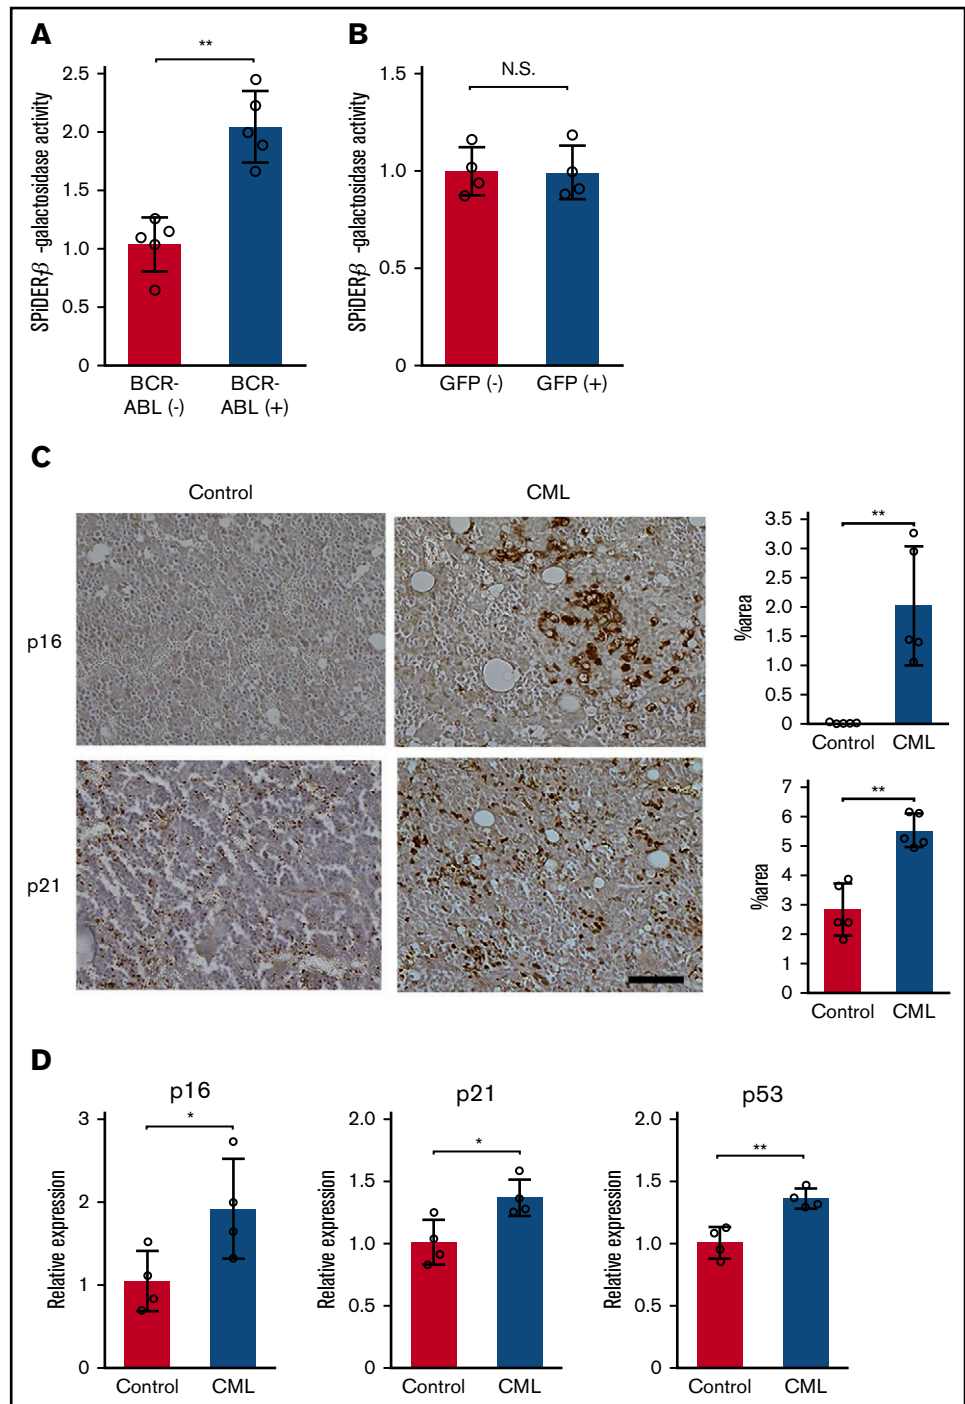 A
**
SPiDERβ -galactosidase activity
2.5
2.0
1.5
1.0
0.5
0
BCR-
ABL (-)
BCR-
ABL (+)
B
N.S.
SPiDERβ -galactosidase activity
1.5
1.0
0.5
0
GFP (-)
GFP (+)
C
Control
CML
p16
p21
**
%area
3.5
3.0
2.5
2.0
1.5
1.0
0.5
0
Control
CML
**
%area
7
6
5
4
3
2
1
0
Control
CML
D
p16
*
Relative expression
3
2
1
0
Control
CML
p21
*
Relative expression
2.0
1.5
1.0
0.5
0
Control
CML
p53
**
Relative expression
2.0
1.5
1.0
0.5
0
Control
CML